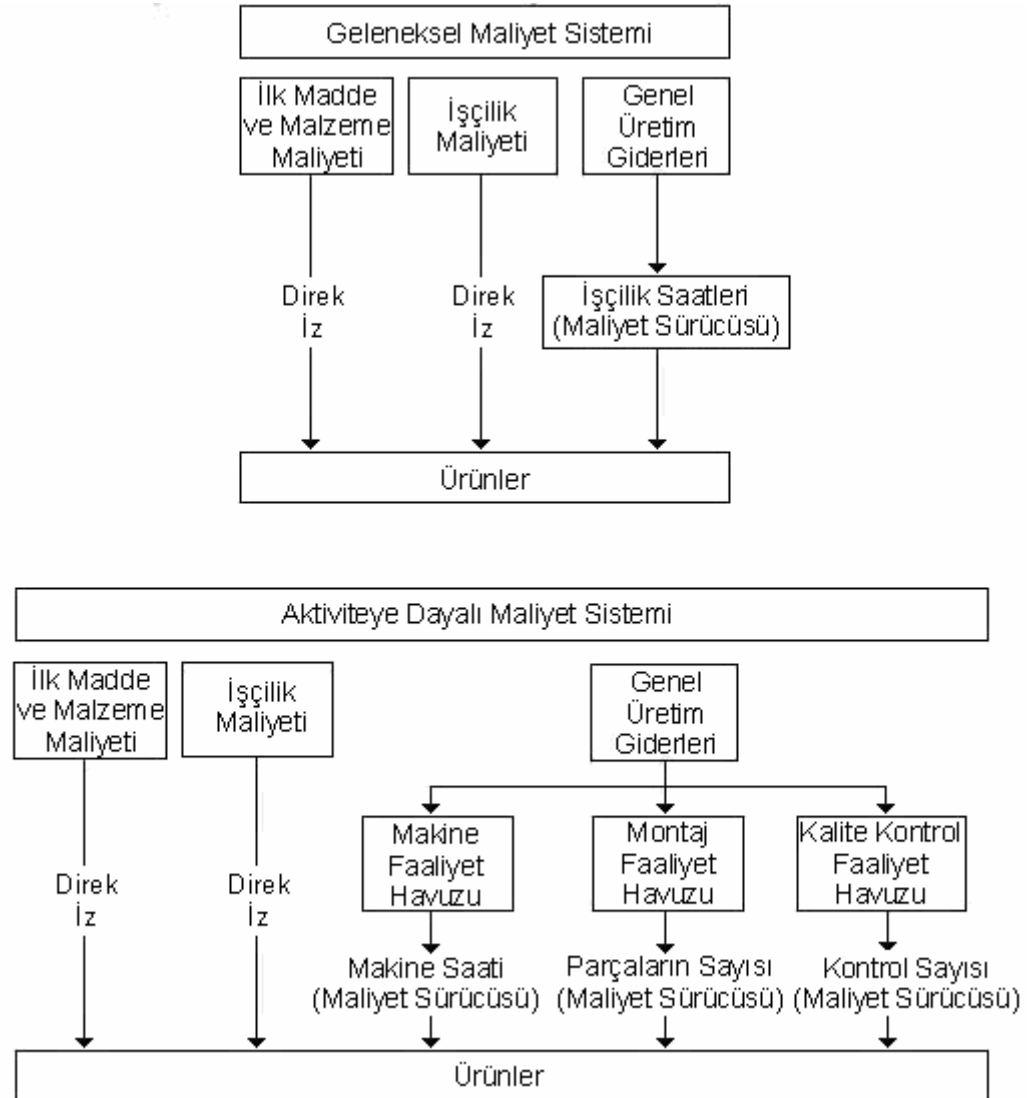 Geleneksel Maliyet Sistemi
İlk Madde
ve Malzeme
Maliyeti
İşçilik
Maliyeti
Genel
Üretim
Giderleri
Direk
İz
Direk
İz
İşçilik Saatleri
(Maliyet Sürücüsü)
Ürünler
Aktiviteye Dayalı Maliyet Sistemi
İlk Madde
ve Malzeme
Maliyeti
İşçilik
Maliyeti
Genel
Üretim
Giderleri
Direk
İz
Direk
İz
Makine
Faaliyet
Havuzu
Montaj
Faaliyet
Havuzu
Kalite Kontrol
Faaliyet
Havuzu
Makine Saati
(Maliyet Sürücüsü)
Parçaların Sayısı
(Maliyet Sürücüsü)
Kontrol Sayısı
(Maliyet Sürücüsü)
Ürünler